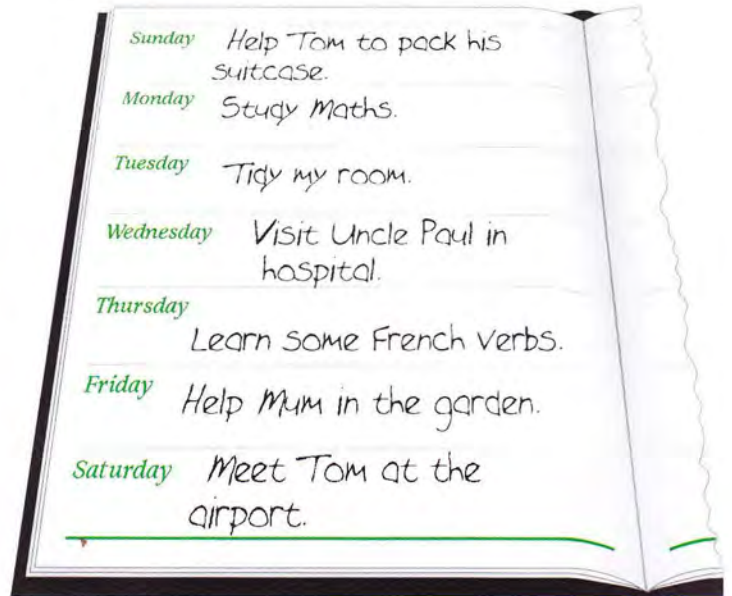 Sunday Help Tom to pack his
suitcase.
Monday Study Maths.
Tuesday Tidy my room.
Wednesday Visit Uncle Paul in
hospital.
Thursday
Learn some French verbs.
Friday Help Mum in the garden.
Saturday Meet Tom at the
airport.